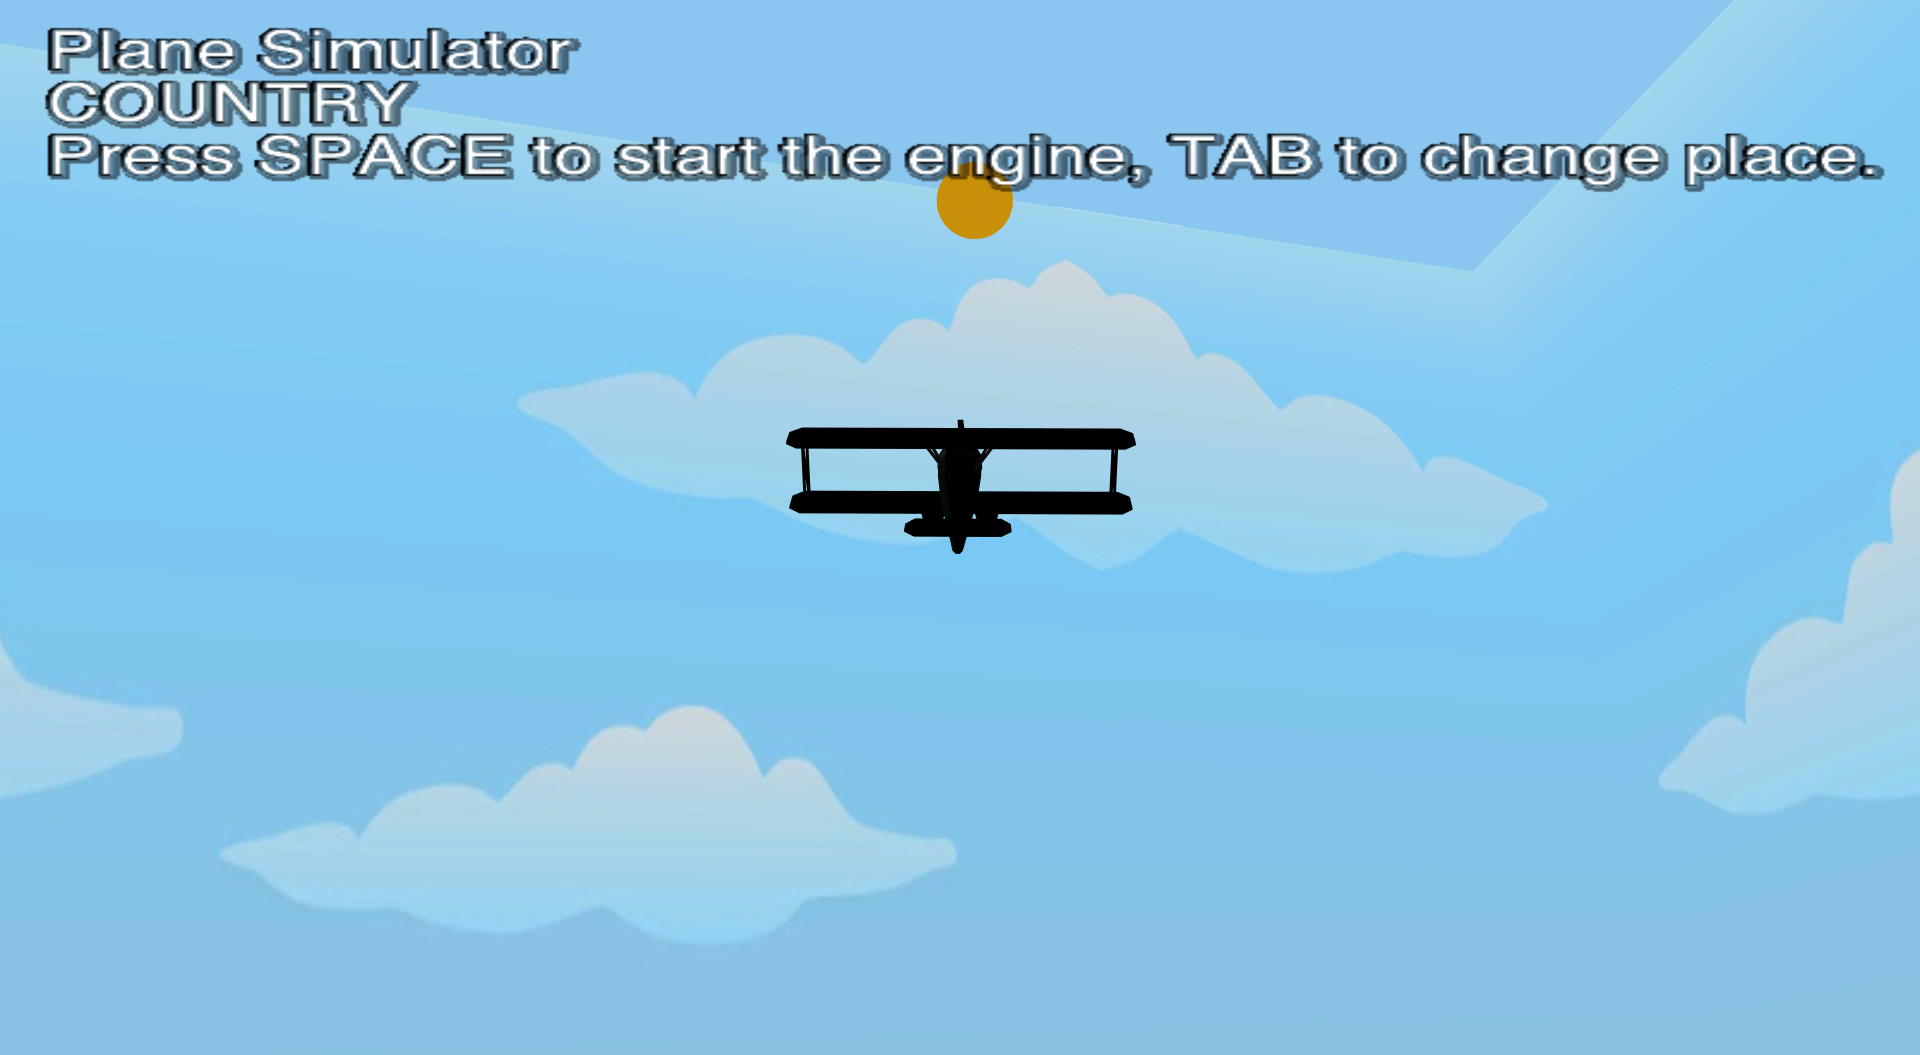 Plane Simulator
COUNTRY
Press SPACE to start the engine, TAB to change place.